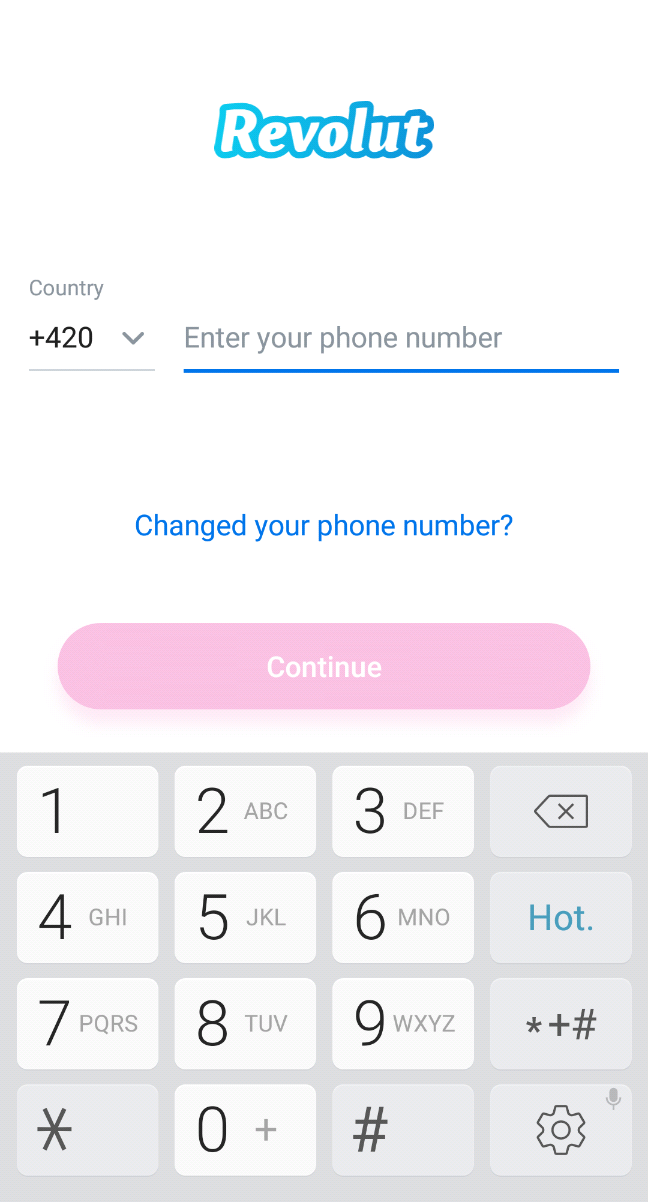 Revolut
Country
+420 Enter your phone number
Changed your phone number?
Continue
1 2 ABC 3 DEF
4 GHI 5 JKL 6 MNO Hot.
7 PQRS 8 TUV 9 WXYZ *+#
* 0 + #